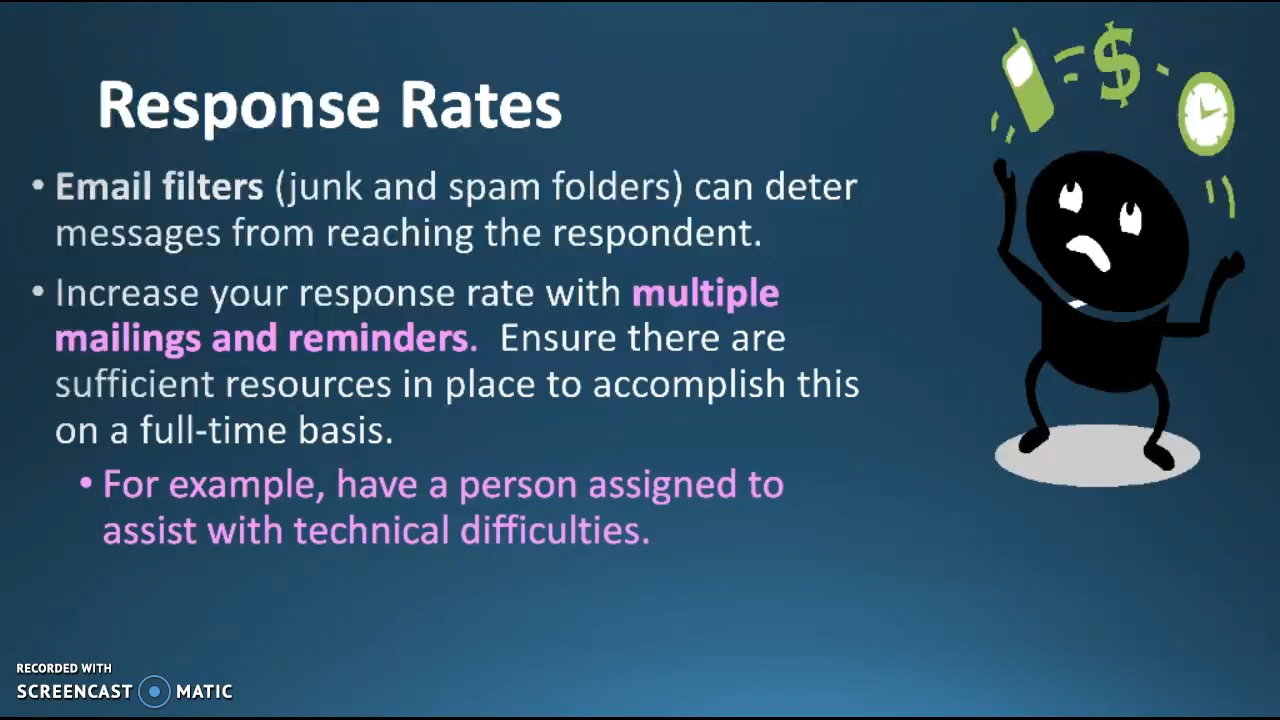 Response Rates
• Email filters (junk and spam folders) can deter
messages from reaching the respondent.
• Increase your response rate with multiple
mailings and reminders.  Ensure there are
sufficient resources in place to accomplish this
on a full-time basis.
• For example, have a person assigned to
assist with technical difficulties.
$
RECORDED WITH
SCREENCAST MATIC